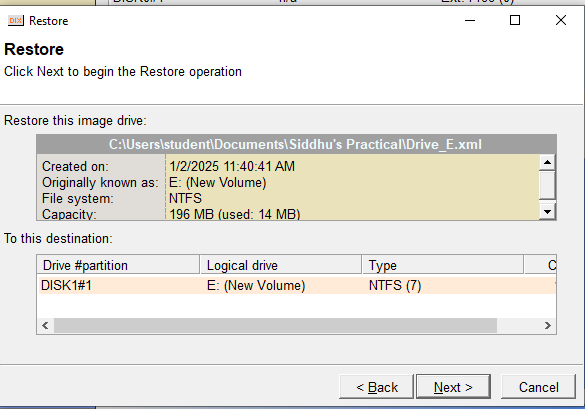 DIX Restore
Restore
Click Next to begin the Restore operation
Restore this image drive:
C:\Users\student\Documents\Siddhu's Practical\Drive_E.xml
Created on: 1/2/2025 11:40:41 AM
Originally known as: E: (New Volume)
File system: NTFS
Capacity: 196 MB (used: 14 MB)
To this destination:
Drive #partition Logical drive Type C
DISK1#1 E: (New Volume) NTFS (7)
< Back Next > Cancel